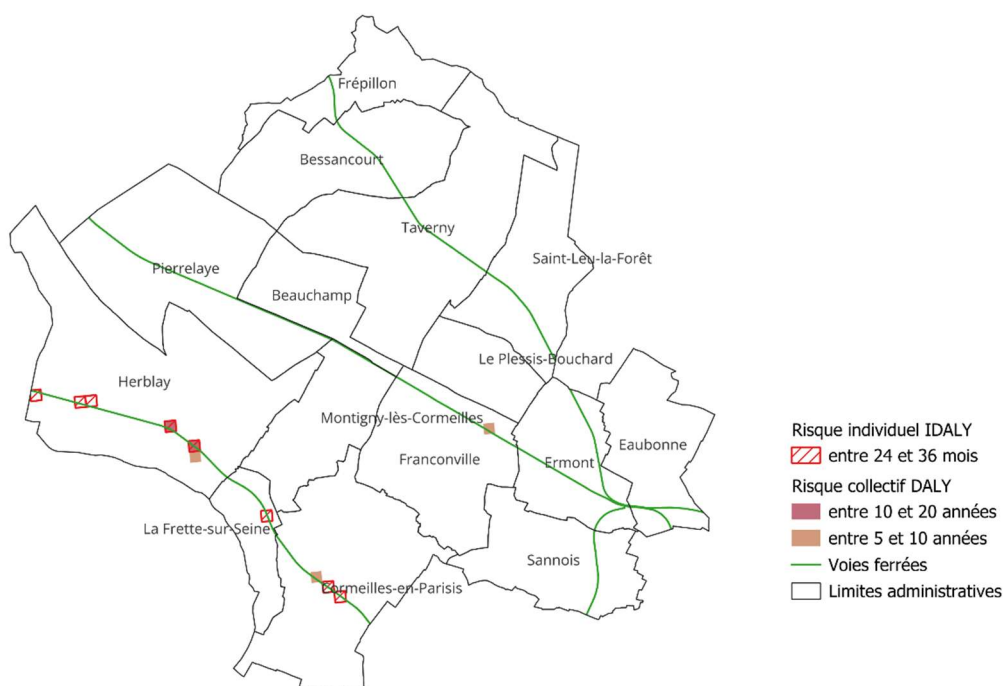 Frépillon
Bessancourt
Taverny
Saint-Leu-la-Forêt
Pierrelaye
Beauchamp
Le Plessis-Bouchard
Herblay
Montigny-lès-Cormeilles
Franconville
Ermont
Eaubonne
La Frette-sur-Seine
Sannois
Cormeilles-en-Parisis
Risque individuel IDALY
entre 24 et 36 mois
Risque collectif DALY
entre 10 et 20 années
entre 5 et 10 années
Voies ferrées
Limites administratives